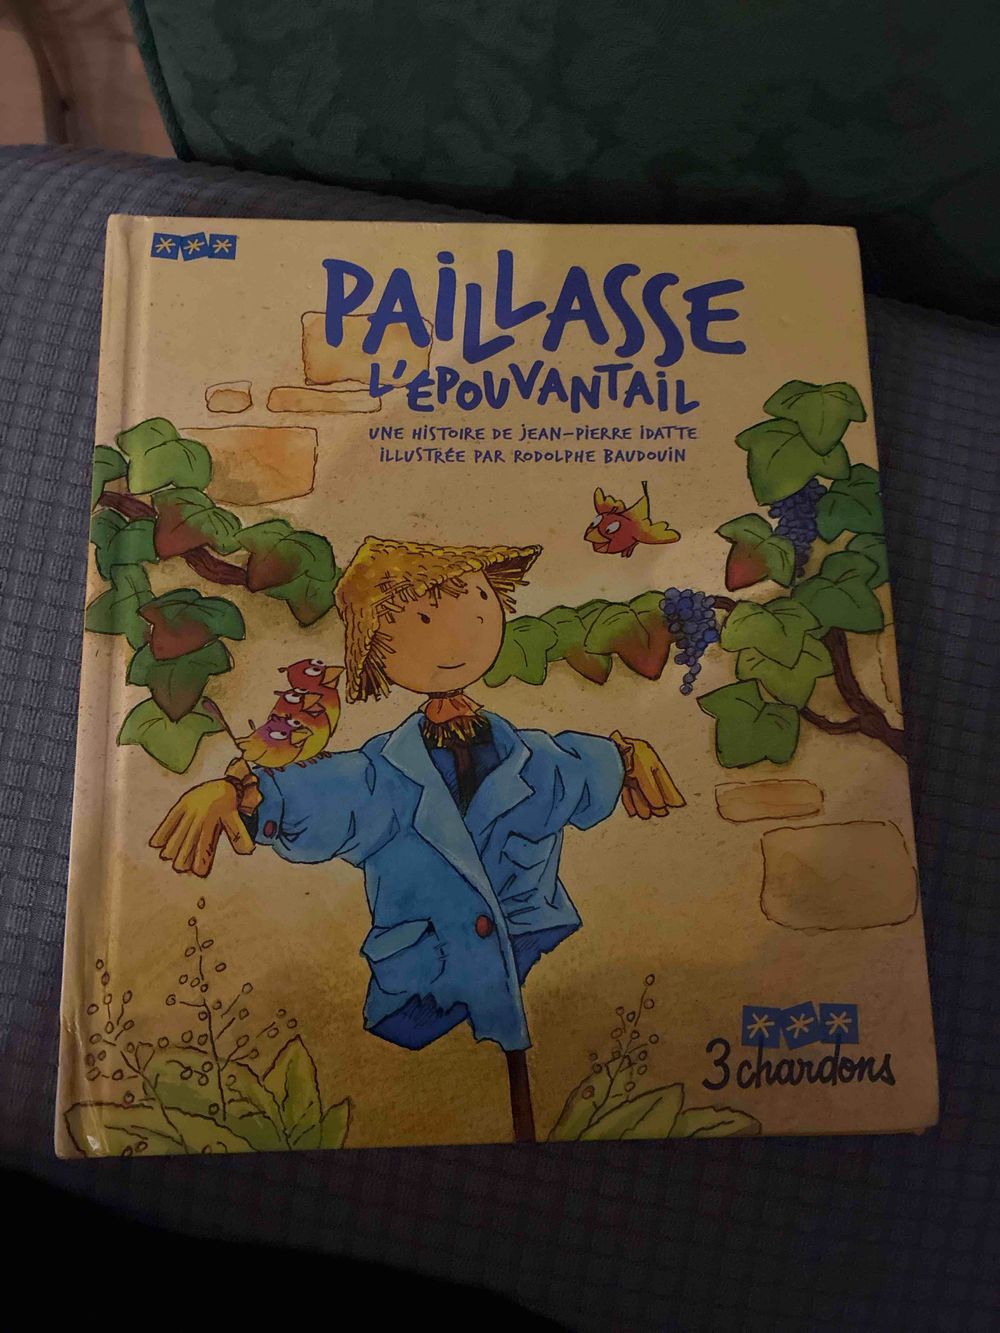 PAILLASSE
L'ÉPOUVANTAIL
UNE HISTOIRE DE JEAN-PIERRE IDATTE
ILLUSTRÉE PAR RODOLPHE BAUDOUIN
3 chardons